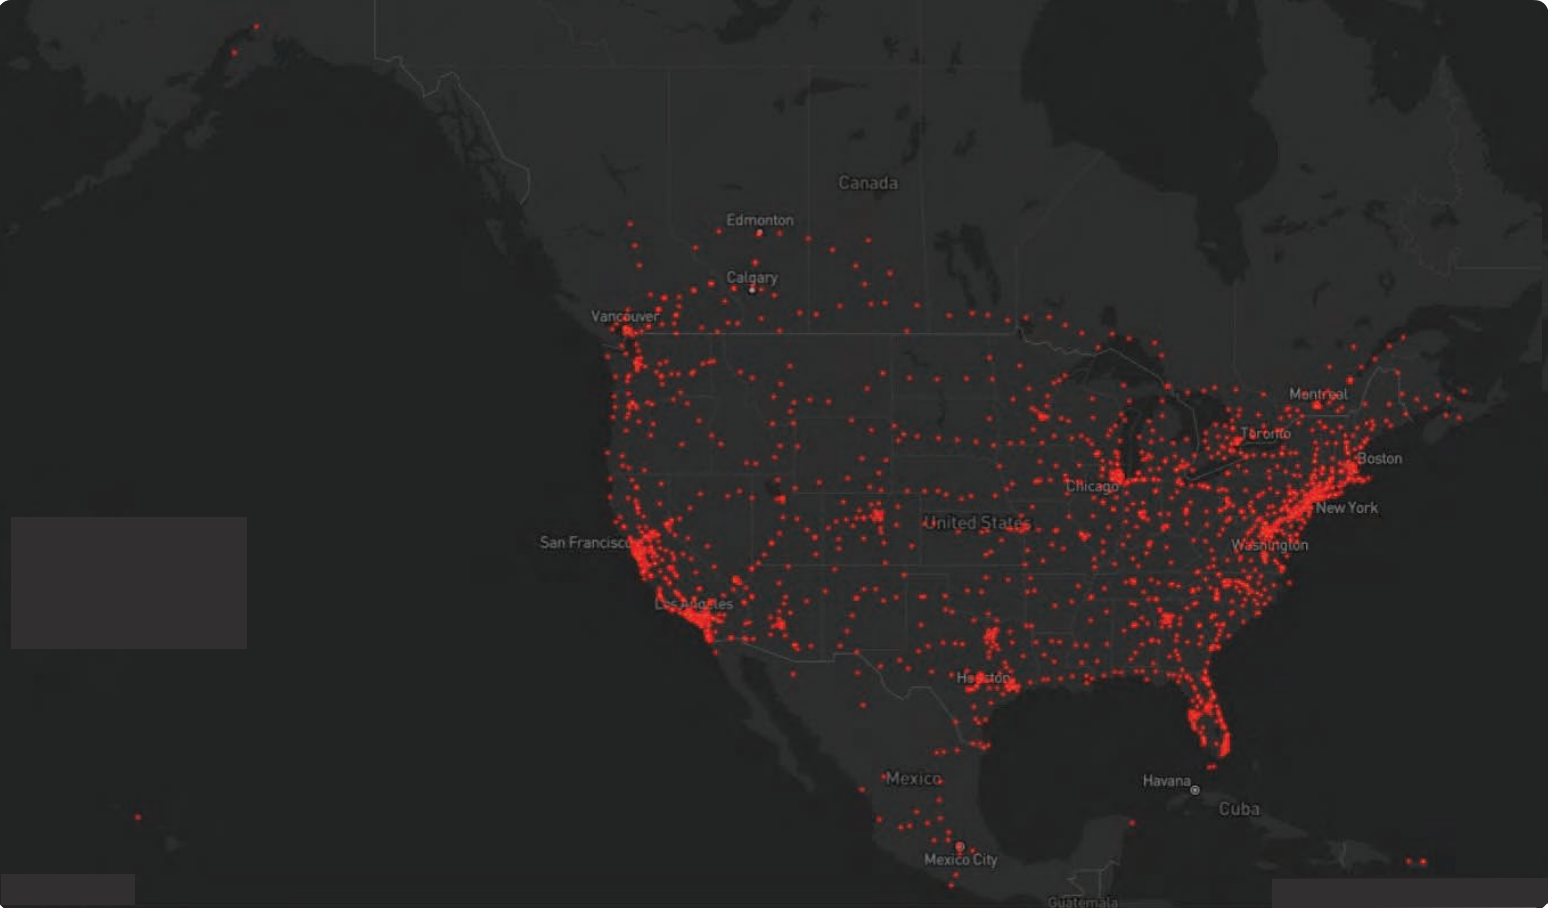 Canada
Edmonton
Calgary
Vancouver
Montreal
Toronto
Boston
Chicago
New York
United States
San Francisco
Washington
Los Angeles
Houston
Mexico
Havana
Cuba
Mexico City
Guatemala